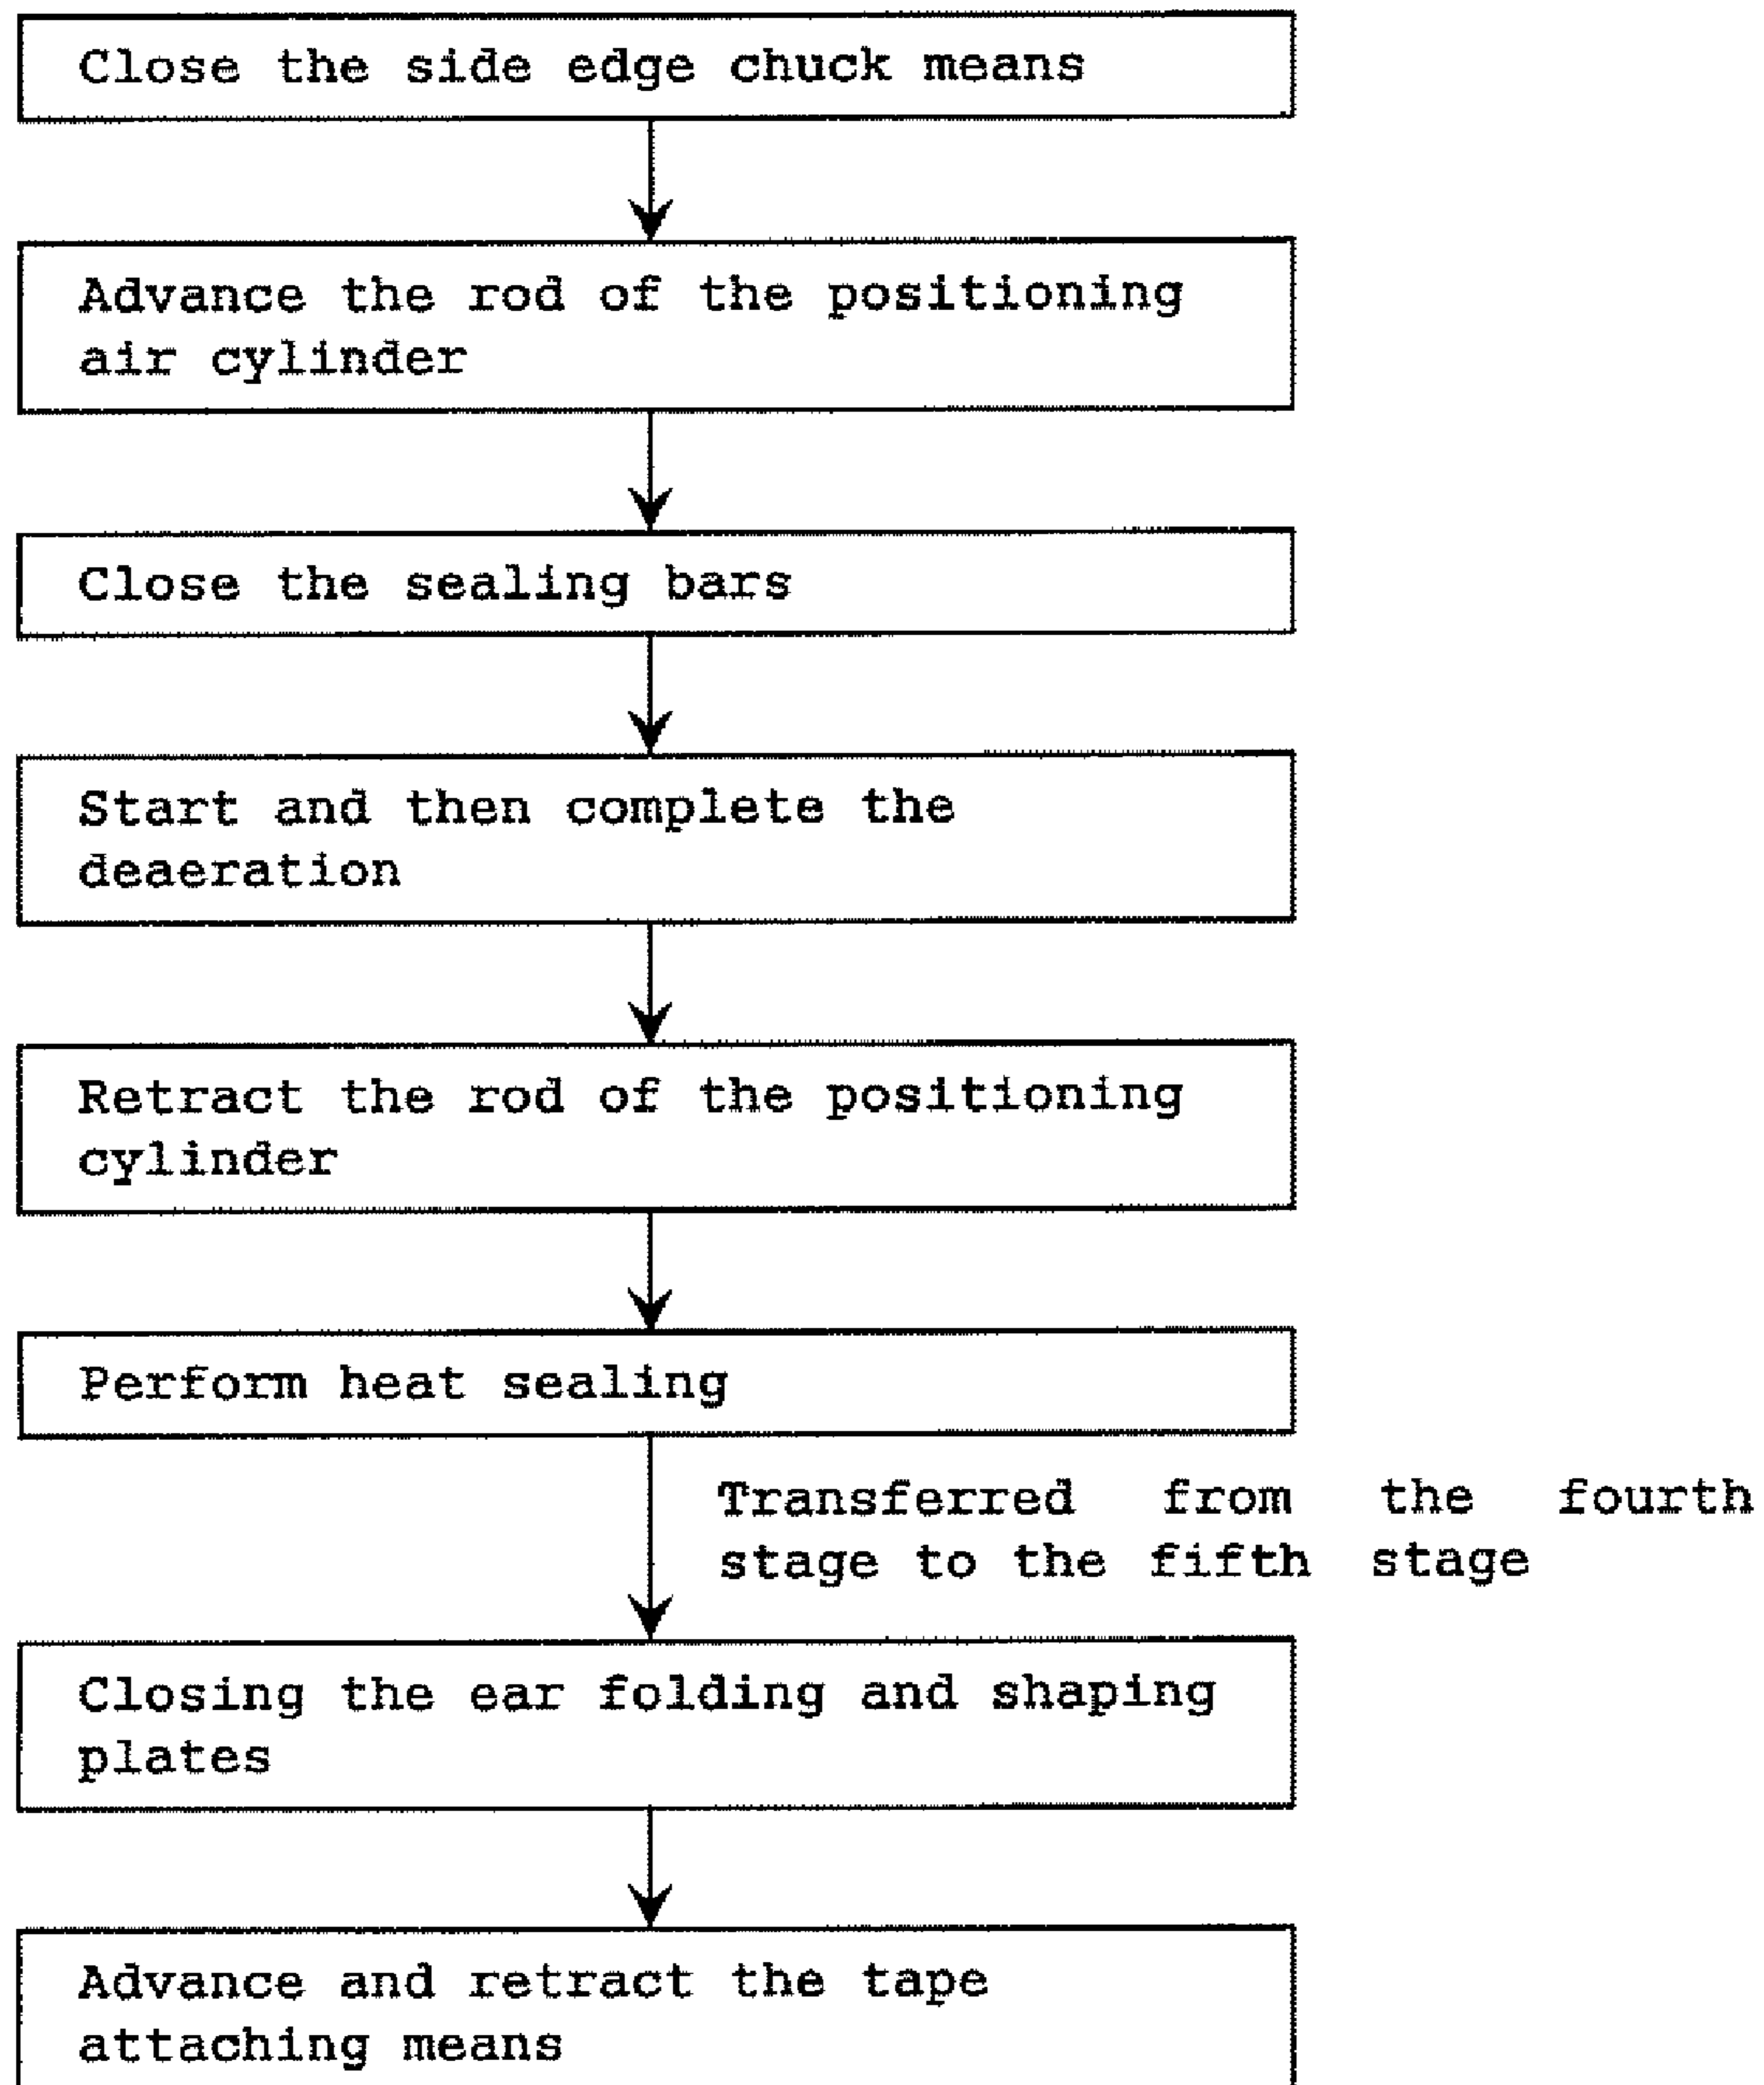 Close the side edge chuck means
Advance the rod of the positioning
air cylinder
Close the sealing bars
Start and then complete the
deaeration
Retract the rod of the positioning
cylinder
Perform heat sealing
Transferred from the fourth
stage to the fifth stage
Closing the ear folding and shaping
plates
Advance and retract the tape
attaching means